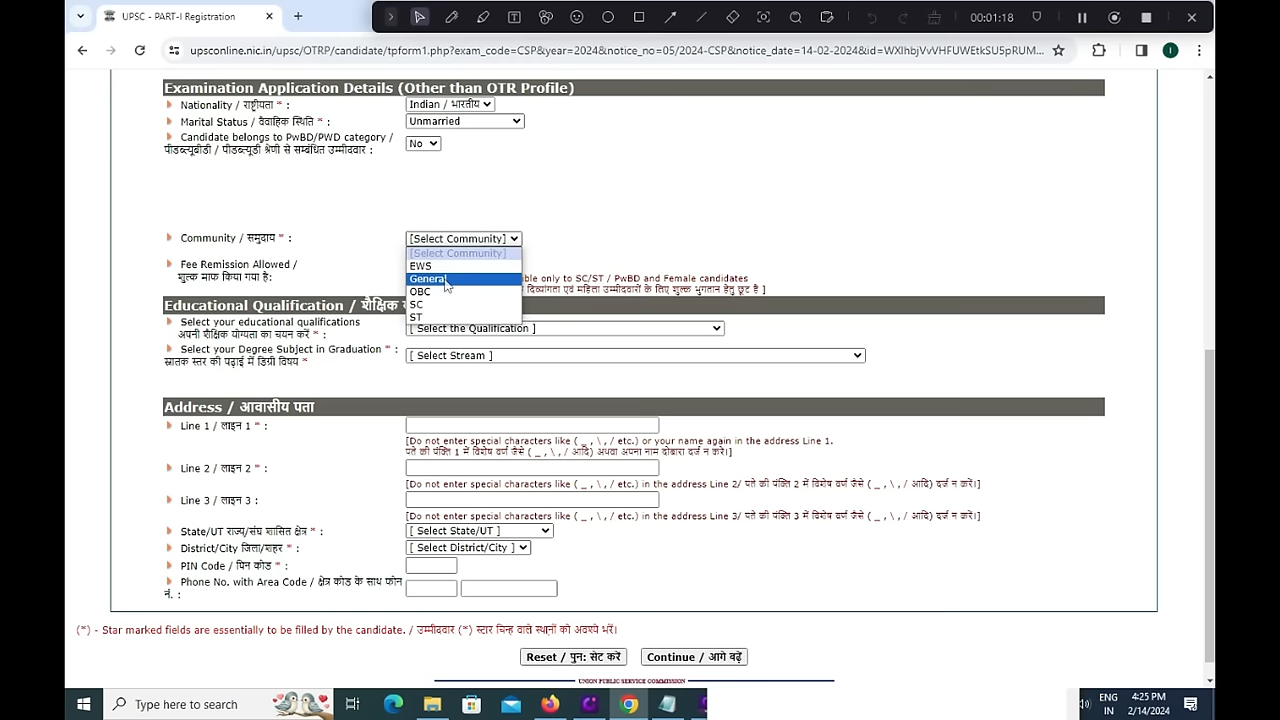 UPSC - PART-I Registration
00:01:18
upsconline.nic.in/upsc/OTRP/candidate/tpform1.php?exam_code=CSP&year=2024&notice_no=05/2024-CSP&notice_date=14-02-2024&id=WXlhbjVvVHFUWEtkSU5pRUM...
I
Examination Application Details (Other than OTR Profile)
Nationality / राष्ट्रीयता * : Indian / भारतीय
Marital Status / वैवाहिक स्थिति * : Unmarried
Candidate belongs to PwBD/PWD category /
पीडब्ल्यूबीडी / पीडब्ल्यूडी श्रेणी से सम्बंधित उम्मीदवार : No
Community / समुदाय * : [Select Community]
[Select Community]
EWS
General
OBC
SC
ST
Fee Remission Allowed /
शुल्क माफ किया गया है:
ble only to SC/ST / PwBD and Female candidates
दिव्यांगता एवं महिला उम्मीदवारों के लिए शुल्क भुगतान हेतु छूट है ]
Educational Qualification / शैक्षिक
Select your educational qualifications
अपनी शैक्षिक योग्यता का चयन करें * : [ Select the Qualification ]
Select your Degree Subject in Graduation * :
स्नातक स्तर की पढ़ाई में डिग्री विषय * [ Select Stream ]
Address / आवासीय पता
Line 1 / लाइन 1 * :
[Do not enter special characters like ( _ , \ , / etc.) or your name again in the address Line 1.
पते की पंक्ति 1 में विशेष वर्ण जैसे ( _ , \ , / आदि) अथवा अपना नाम दोबारा दर्ज न करें।]
Line 2 / लाइन 2 * :
[Do not enter special characters like ( _ , \ , / etc.) in the address Line 2/ पते की पंक्ति 2 में विशेष वर्ण जैसे ( _ , \ , / आदि) दर्ज न करें।]
Line 3 / लाइन 3 :
[Do not enter special characters like ( _ , \ , / etc.) in the address Line 3/ पते की पंक्ति 3 में विशेष वर्ण जैसे ( _ , \ , / आदि) दर्ज न करें।]
State/UT राज्य/संघ शासित क्षेत्र * : [ Select State/UT ]
District/City जिला/शहर * : [ Select District/City ]
PIN Code / पिन कोड * :
Phone No. with Area Code / क्षेत्र कोड के साथ फोन
नं. :
(*) - Star marked fields are essentially to be filled by the candidate. / उम्मीदवार (*) स्टार चिन्ह वाले स्थानों को अवश्य भरें।
Reset / पुन: सेट करें Continue / आगे बढ़ें
UNION PUBLIC SERVICE COMMISSION
Type here to search
ENG
IN
4:25 PM
2/14/2024